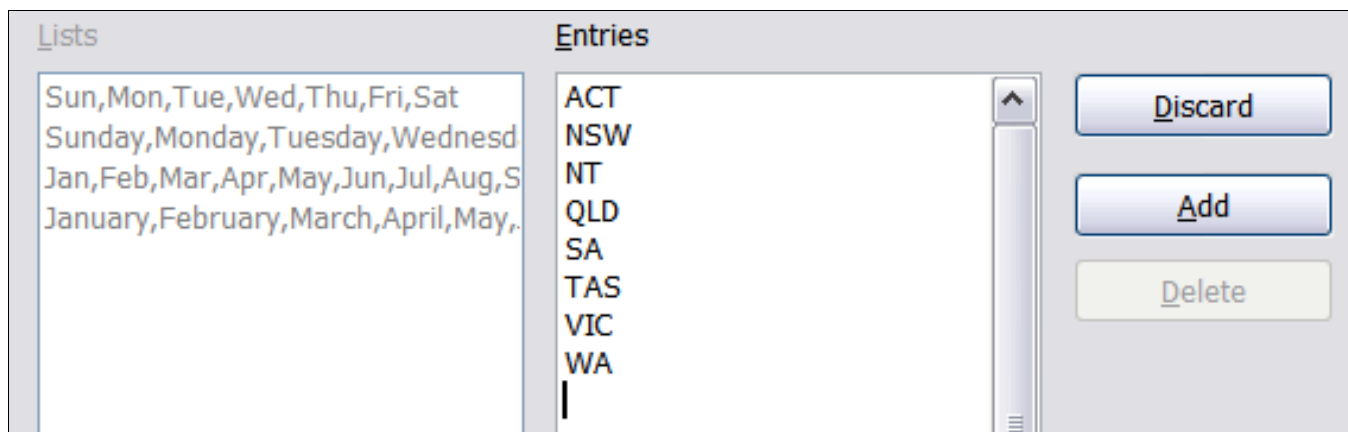 Lists
Sun,Mon,Tue,Wed,Thu,Fri,Sat
Sunday,Monday,Tuesday,Wednesd
Jan,Feb,Mar,Apr,May,Jun,Jul,Aug,S
January,February,March,April,May,.
Entries
ACT
NSW
NT
QLD
SA
TAS
VIC
WA
Discard
Add
Delete